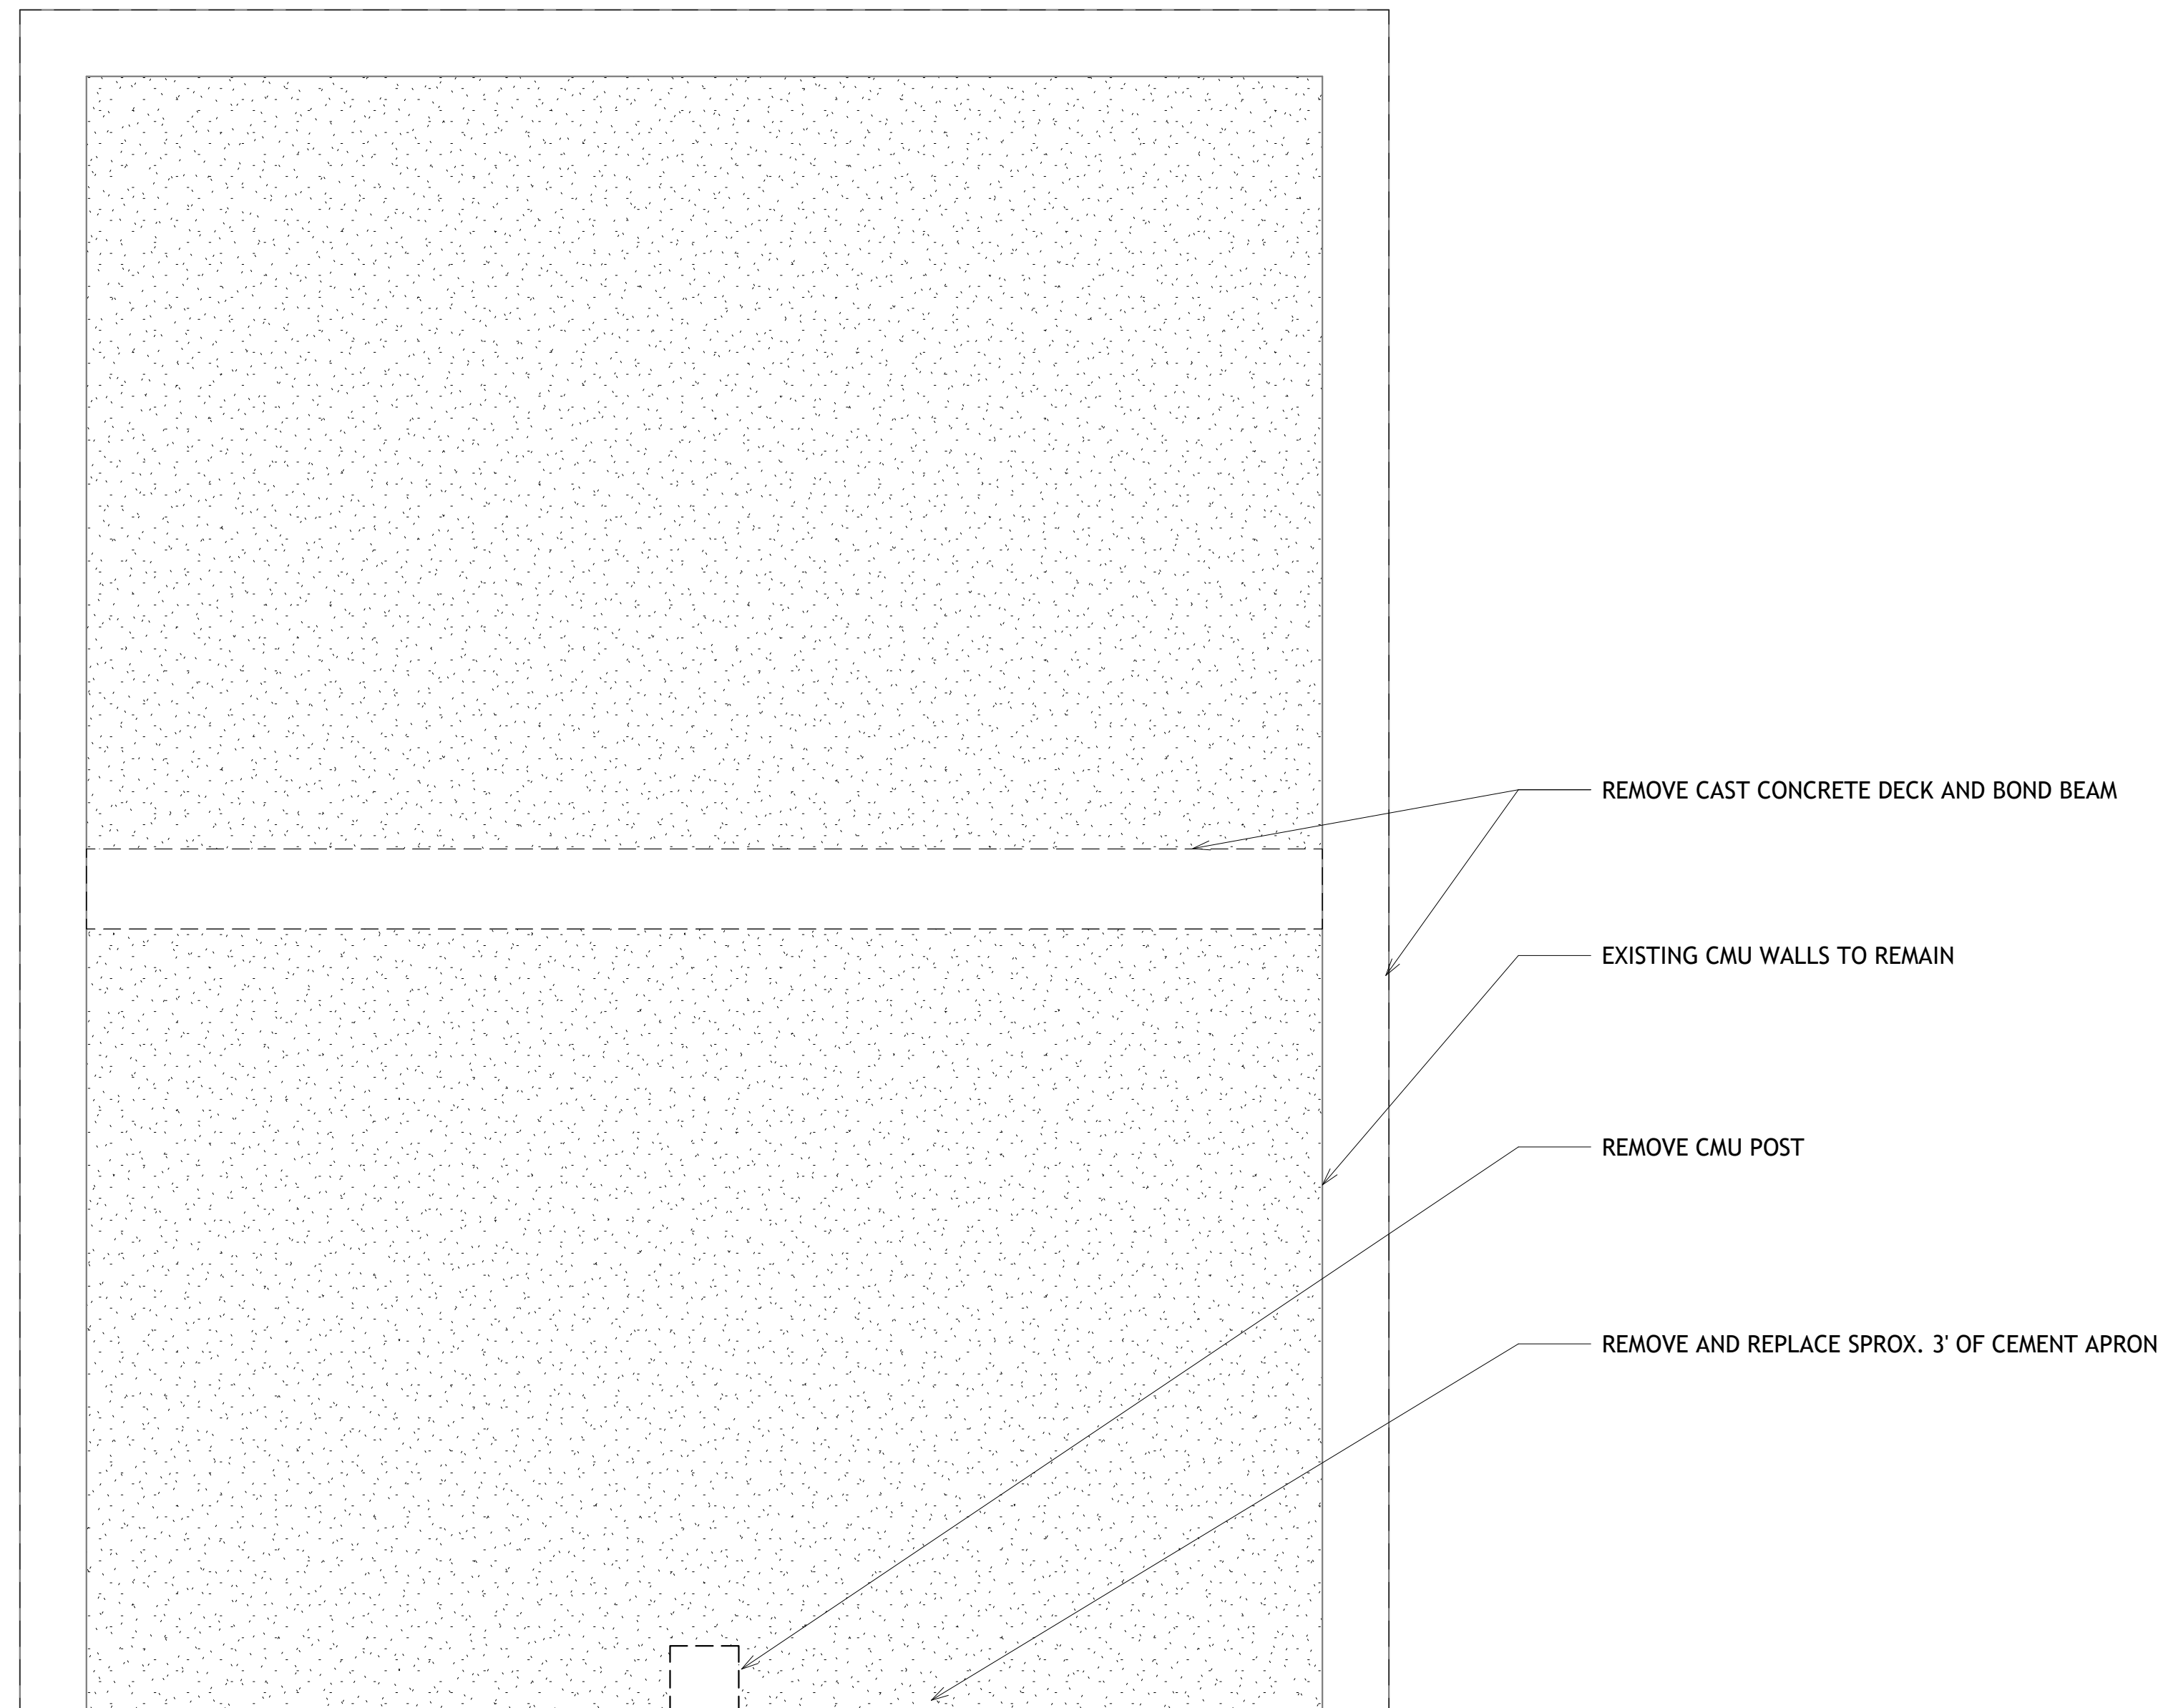 REMOVE CAST CONCRETE DECK AND BOND BEAM
EXISTING CMU WALLS TO REMAIN
REMOVE CMU POST
REMOVE AND REPLACE SPROX. 3' OF CEMENT APRON